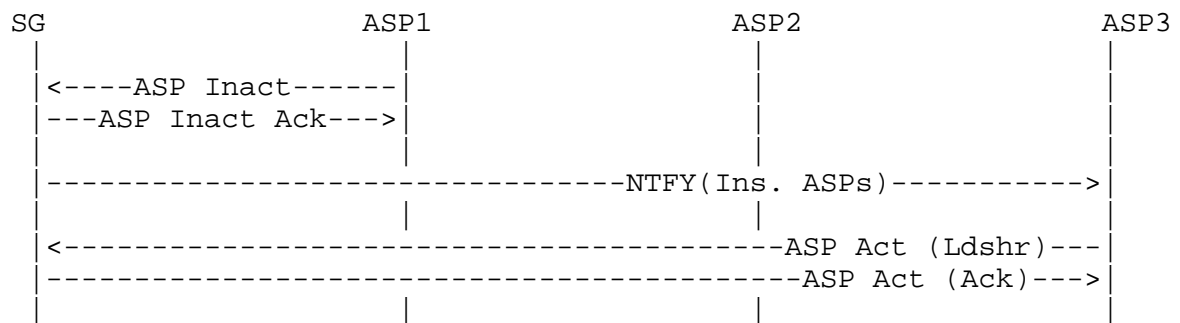 SG ASP1 ASP2 ASP3
| | | |
|<----ASP Inact------| | |
|---ASP Inact Ack--->| | |
| | | |
|---------------------------------NTFY(Ins. ASPs)----------->|
| | | |
|<-----------------------------------------ASP Act (Ldshr)---|
|-------------------------------------------ASP Act (Ack)--->|
| | | |